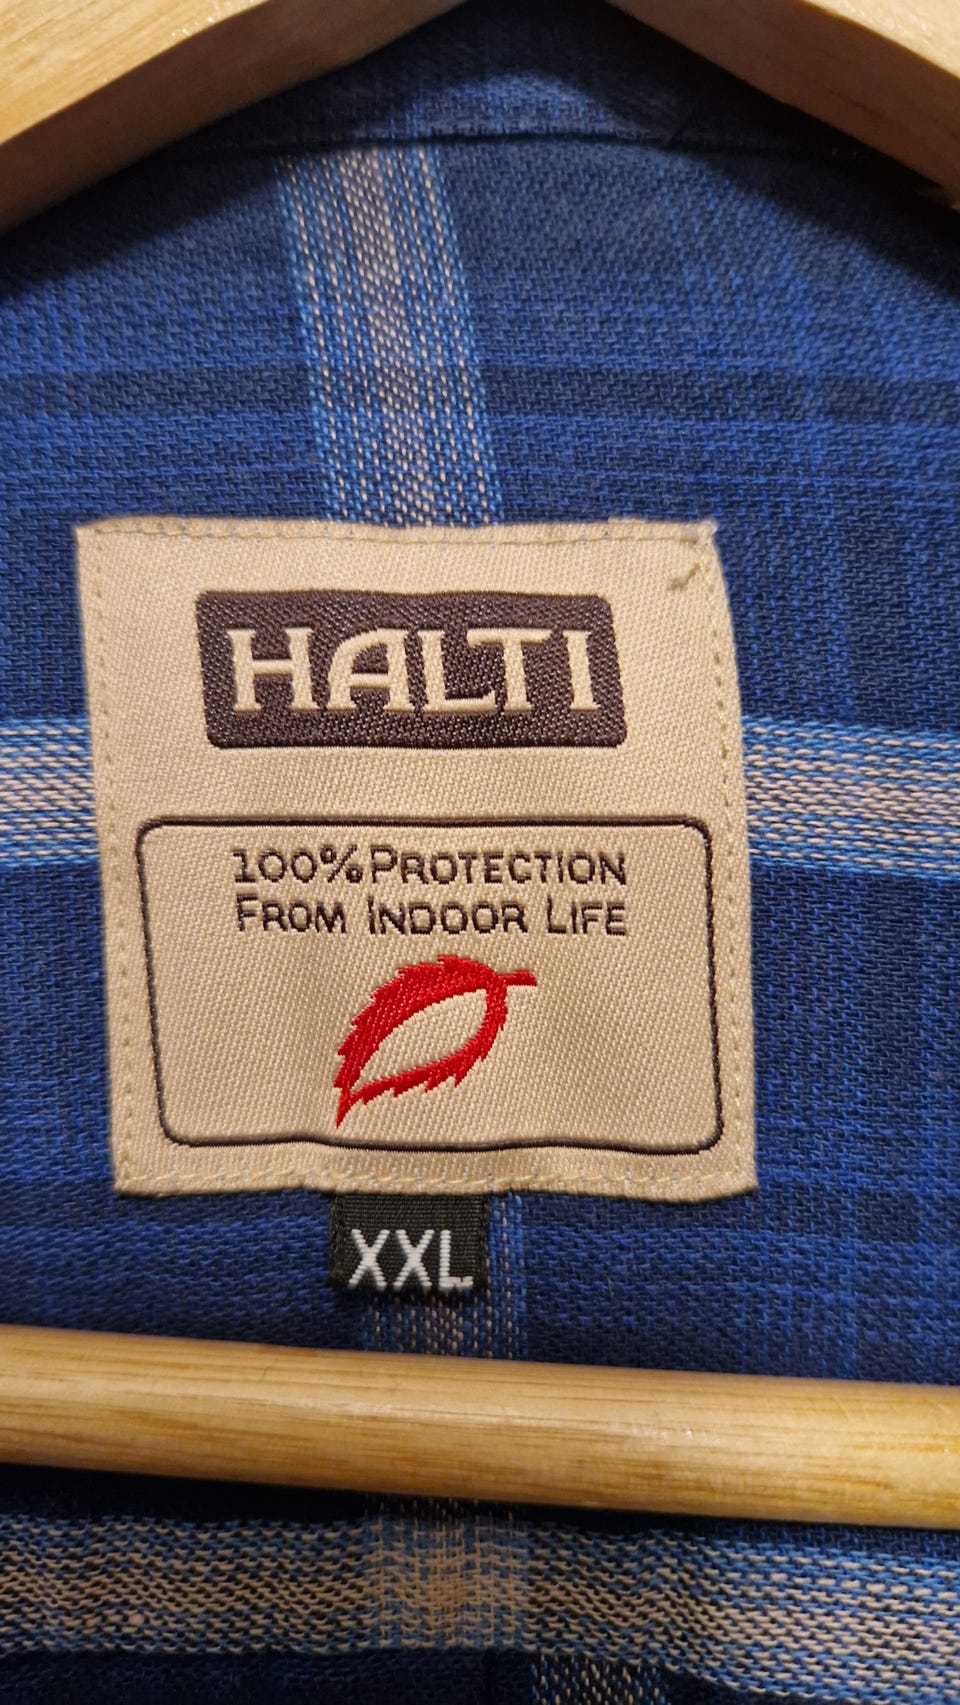 HALTI
100% PROTECTION
FROM INDOOR LIFE
XXL